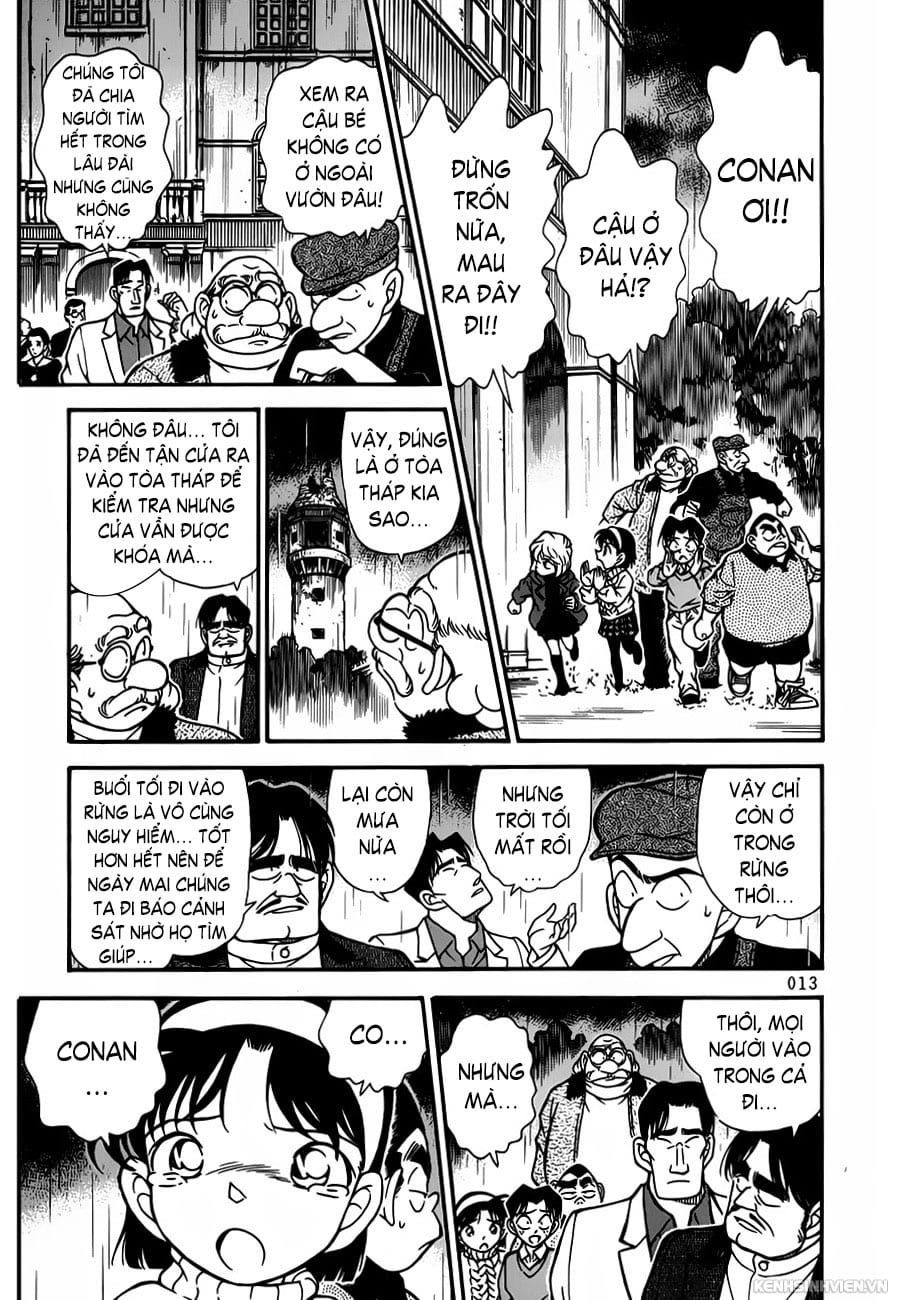 CONAN
ƠI!!
CẬU Ở
ĐÂU VẬY
HẢ!?
ĐỪNG
TRỐN
NỮA,
MAU
RA ĐÂY
ĐI!!
XEM RA
CẬU BÉ
KHÔNG CÓ
Ở NGOÀI
VƯỜN ĐÂU!
CHÚNG TÔI
ĐÃ CHIA
NGƯỜI TÌM
HẾT TRONG
LÂU ĐÀI
NHƯNG CŨNG
KHÔNG
THẤY...
VẬY, ĐÚNG
LÀ Ở TÒA
THÁP KIA
SAO...
KHÔNG ĐÂU... TÔI
ĐÃ ĐẾN TẬN CỬA RA
VÀO TÒA THÁP ĐỂ
KIỂM TRA NHƯNG
CỬA VẪN ĐƯỢC
KHÓA MÀ...
VẬY CHỈ
CÒN Ở
TRONG
RỪNG
THÔI...
NHƯNG
TRỜI TỐI
MẤT RỒI
LẠI CÒN
MƯA
NỮA
BUỔI TỐI ĐI VÀO
RỪNG LÀ VÔ CÙNG
NGUY HIỂM... TỐT
HƠN HẾT NÊN ĐỂ
NGÀY MAI CHÚNG
TA ĐI BÁO CẢNH
SÁT NHỜ HỌ TÌM
GIÚP...
013
THÔI, MỌI
NGƯỜI VÀO
TRONG CẢ
ĐI...
NHƯNG
MÀ...
CO...
CONAN
...
KENHSINHVIEN.VN